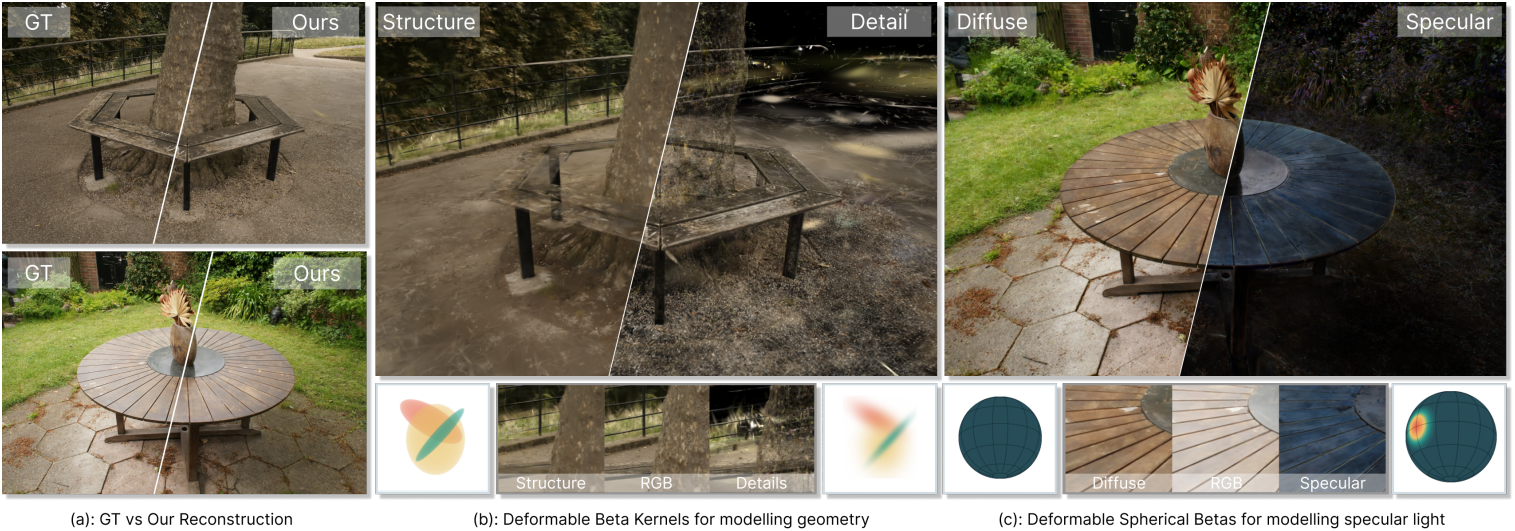 GT
Ours
Structure
Detail
Diffuse
Specular
GT
Ours
Structure
RGB
Details
Diffuse
RGB
Specular
(a): GT vs Our Reconstruction
(b): Deformable Beta Kernels for modelling geometry
(c): Deformable Spherical Betas for modelling specular light